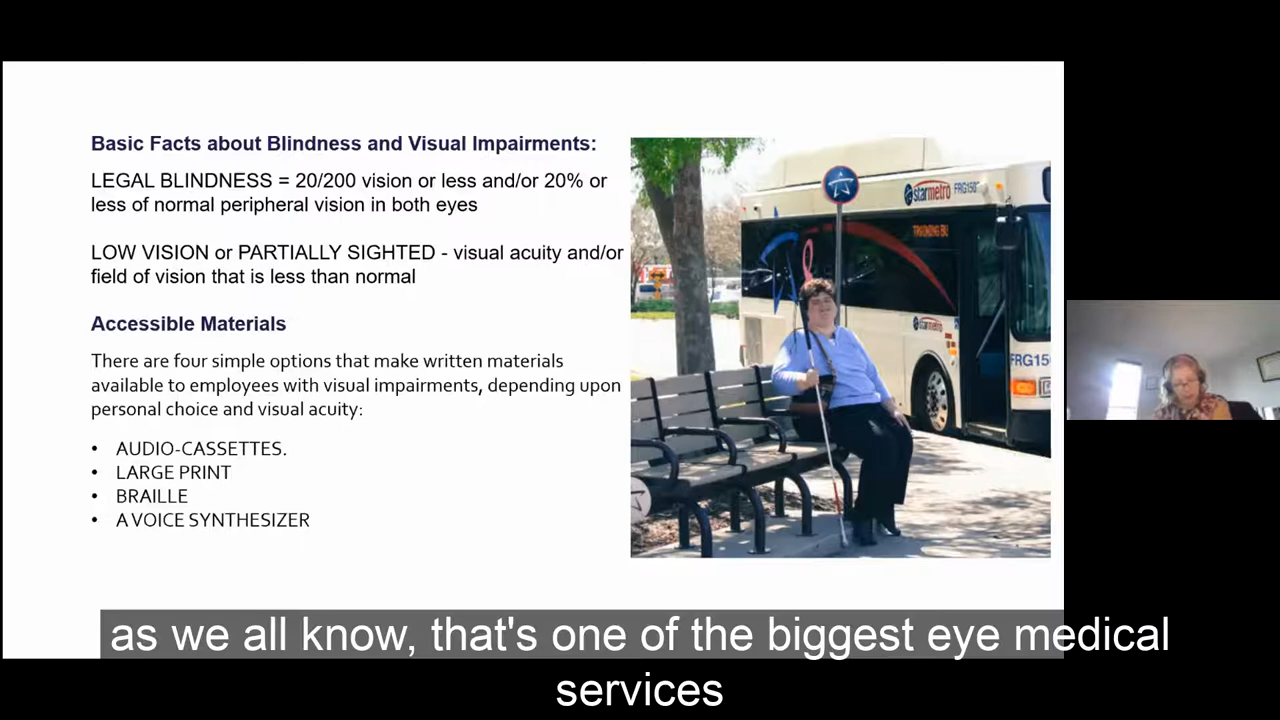 Basic Facts about Blindness and Visual Impairments:
LEGAL BLINDNESS = 20/200 vision or less and/or 20% or
less of normal peripheral vision in both eyes
LOW VISION or PARTIALLY SIGHTED - visual acuity and/or
field of vision that is less than normal
Accessible Materials
There are four simple options that make written materials
available to employees with visual impairments, depending upon
personal choice and visual acuity:
• AUDIO-CASSETTES.
• LARGE PRINT
• BRAILLE
• A VOICE SYNTHESIZER
starmetro FRG150
starmetro
FRG150
as we all know, that's one of the biggest eye medical
services